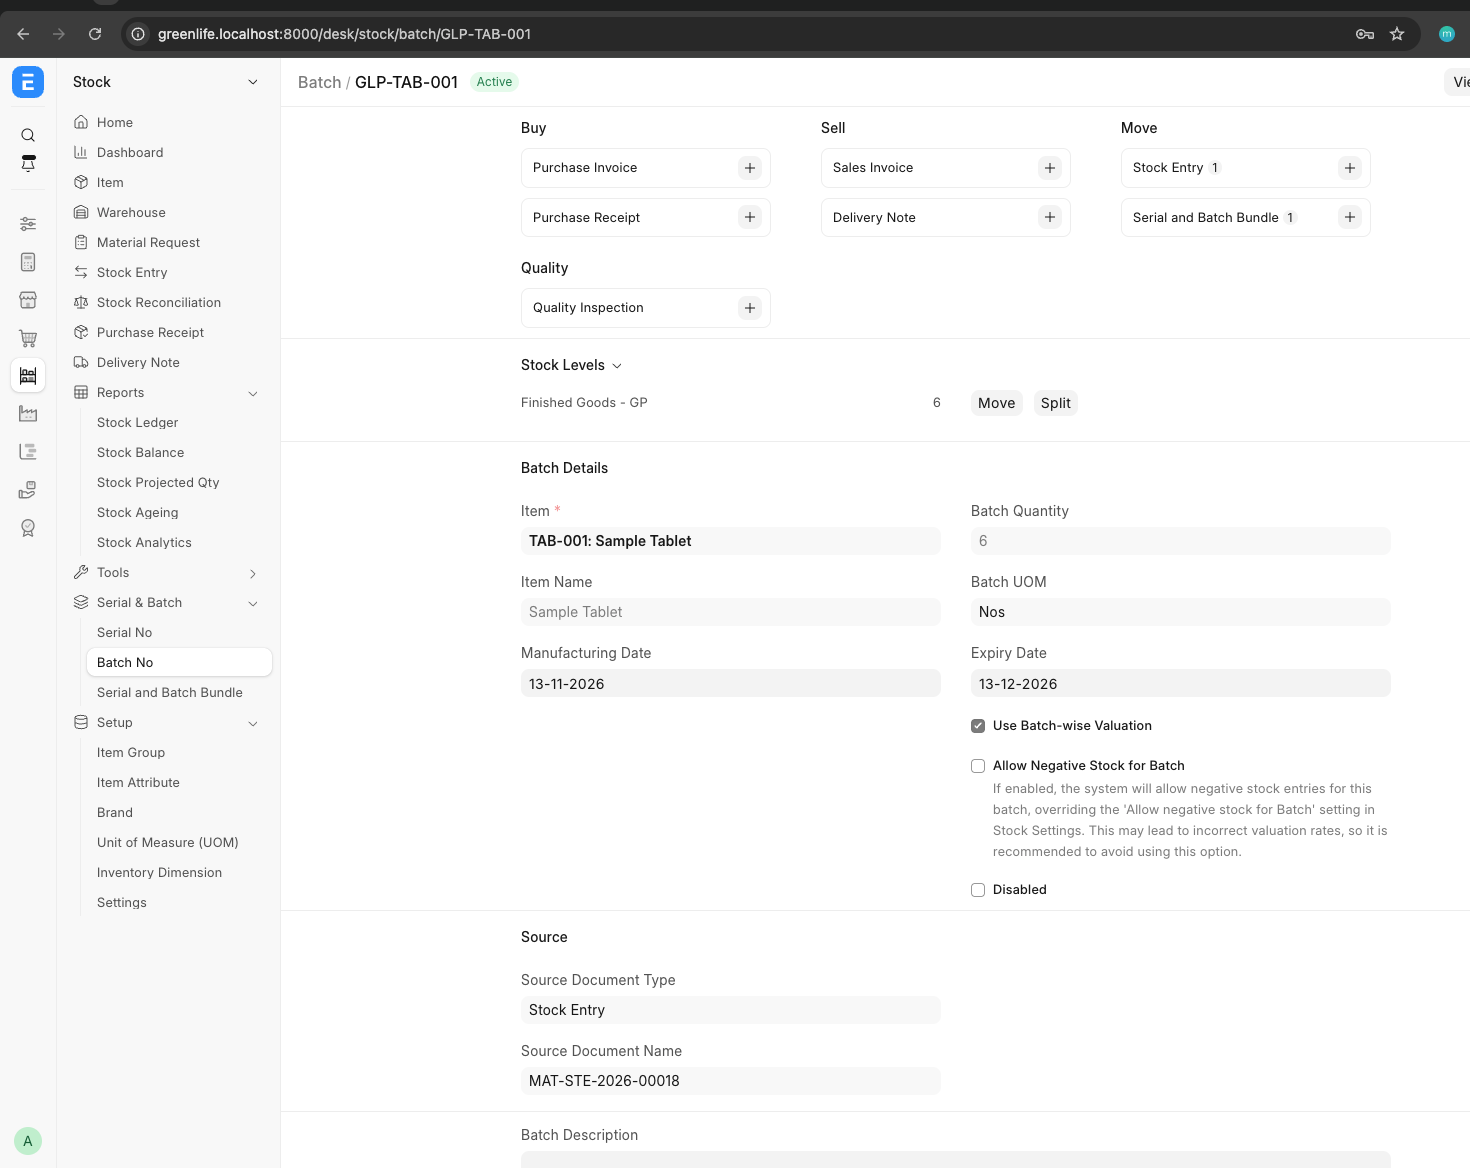 greenlife.localhost:8000/desk/stock/batch/GLP-TAB-001
m
Stock
Home
Dashboard
Item
Warehouse
Material Request
Stock Entry
Stock Reconciliation
Purchase Receipt
Delivery Note
Reports
Stock Ledger
Stock Balance
Stock Projected Qty
Stock Ageing
Stock Analytics
Tools
Serial & Batch
Serial No
Batch No
Serial and Batch Bundle
Setup
Item Group
Item Attribute
Brand
Unit of Measure (UOM)
Inventory Dimension
Settings
A
Batch / GLP-TAB-001 Active
Buy Sell Move
Purchase Invoice + Sales Invoice + Stock Entry 1 +
Purchase Receipt + Delivery Note + Serial and Batch Bundle 1 +
Quality
Quality Inspection +
Stock Levels
Finished Goods - GP 6 Move Split
Batch Details
Item * Batch Quantity
TAB-001: Sample Tablet 6
Item Name Batch UOM
Sample Tablet Nos
Manufacturing Date Expiry Date
13-11-2026 13-12-2026
Use Batch-wise Valuation
Allow Negative Stock for Batch
If enabled, the system will allow negative stock entries for this
batch, overriding the 'Allow negative stock for Batch' setting in
Stock Settings. This may lead to incorrect valuation rates, so it is
recommended to avoid using this option.
Disabled
Source
Source Document Type
Stock Entry
Source Document Name
MAT-STE-2026-00018
Batch Description